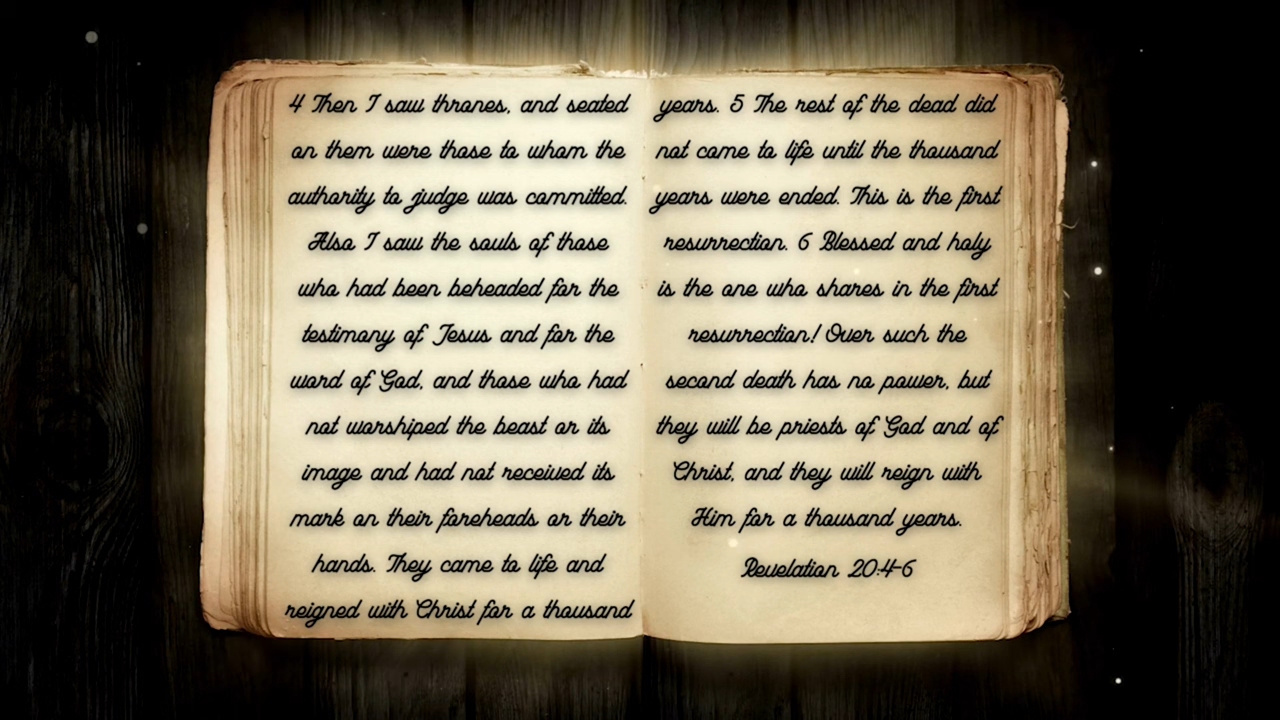 4 Then I saw thrones, and seated
on them were those to whom the
authority to judge was committed.
Also I saw the souls of those
who had been beheaded for the
testimony of Jesus and for the
word of God, and those who had
not worshiped the beast or its
image and had not received its
mark on their foreheads or their
hands. They came to life and
reigned with Christ for a thousand
years. 5 The rest of the dead did
not come to life until the thousand
years were ended. This is the first
resurrection. 6 Blessed and holy
is the one who shares in the first
resurrection! Over such the
second death has no power, but
they will be priests of God and of
Christ, and they will reign with
Him for a thousand years.
Revelation 20:4-6